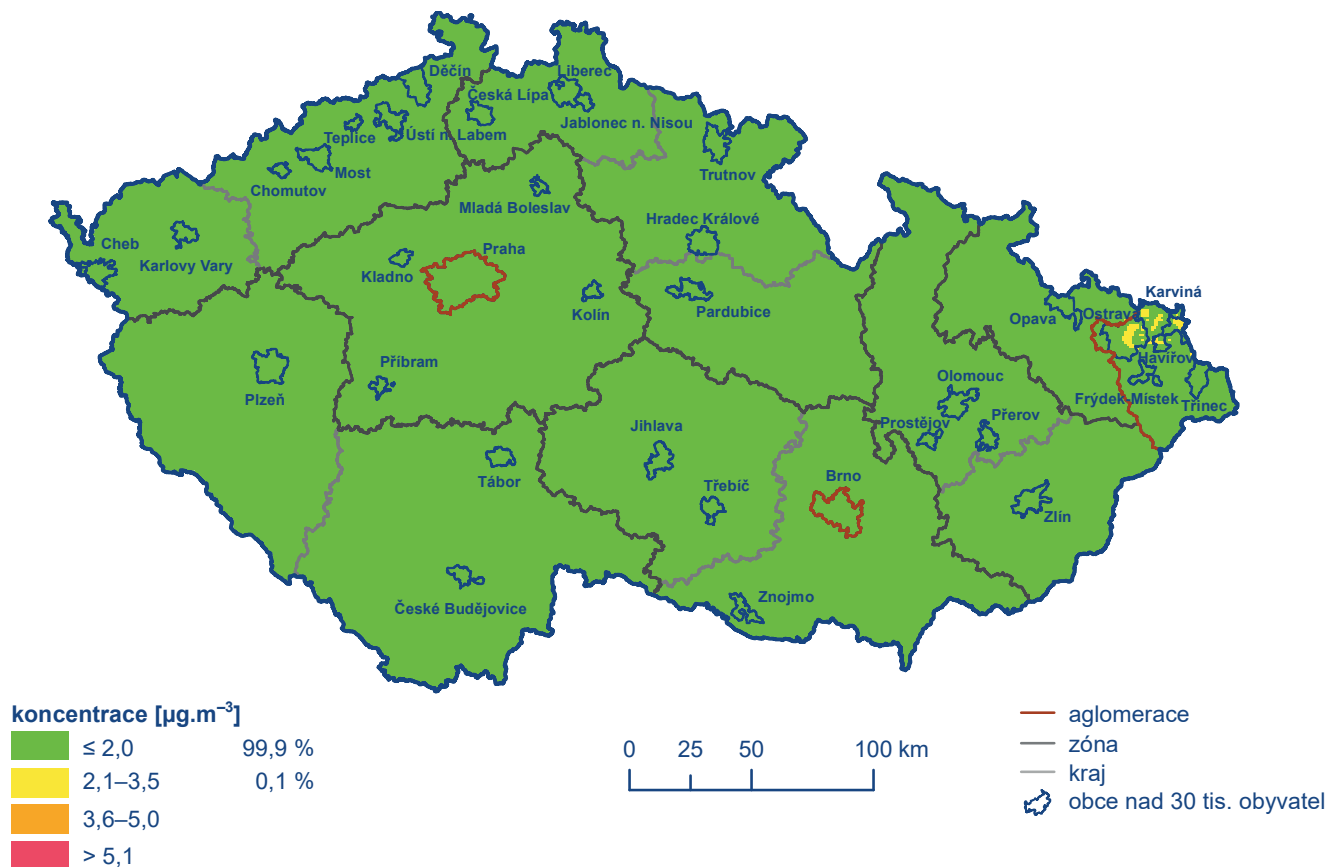 Děčín
Liberec
Česká Lípa
Jablonec n. Nisou
Teplice
Ústí n. Labem
Most
Chomutov
Trutnov
Mladá Boleslav
Hradec Králové
Cheb
Karlovy Vary
Praha
Kladno
Kolín
Pardubice
Karviná
Opava
Ostrava
Havířov
Příbram
Plzeň
Olomouc
Frýdek-Místek
Třinec
Prostějov
Přerov
Jihlava
Tábor
Třebíč
Brno
Zlín
České Budějovice
Znojmo
koncentrace [µg.m⁻³]
≤ 2,0 99,9 %
2,1–3,5 0,1 %
3,6–5,0
> 5,1
0 25 50 100 km
aglomerace
zóna
kraj
obce nad 30 tis. obyvatel